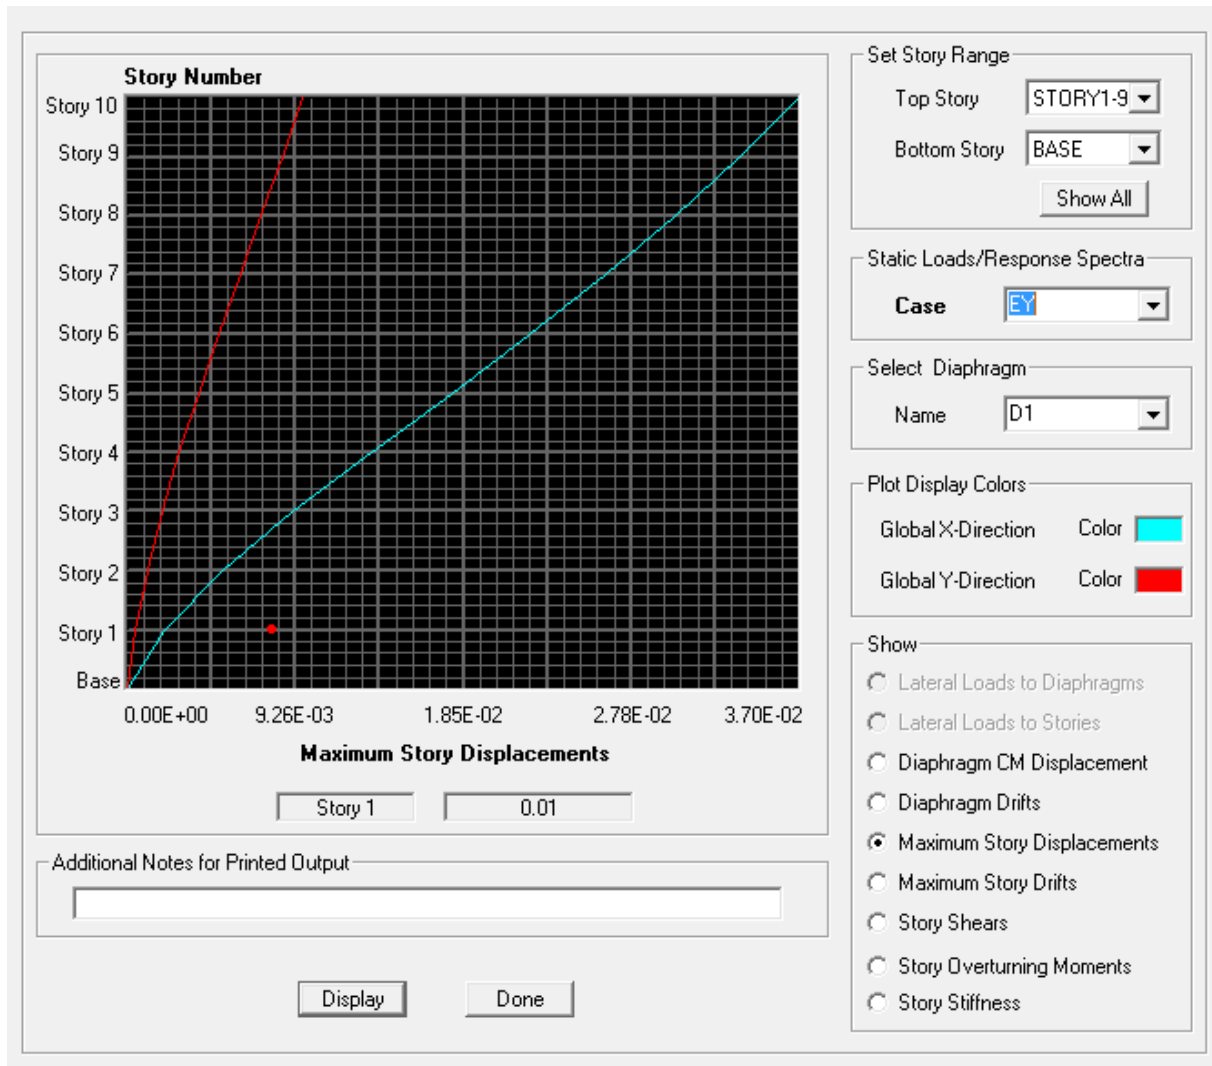 Story Number
Story 10
Story 9
Story 8
Story 7
Story 6
Story 5
Story 4
Story 3
Story 2
Story 1
Base
0.00E+00 9.26E-03 1.85E-02 2.78E-02 3.70E-02
Maximum Story Displacements
Story 1 0.01
Additional Notes for Printed Output
Display Done
Set Story Range
Top Story STORY1-9
Bottom Story BASE
Show All
Static Loads/Response Spectra
Case EY
Select Diaphragm
Name D1
Plot Display Colors
Global X-Direction Color
Global Y-Direction Color
Show
Lateral Loads to Diaphragms
Lateral Loads to Stories
Diaphragm CM Displacement
Diaphragm Drifts
Maximum Story Displacements
Maximum Story Drifts
Story Shears
Story Overturning Moments
Story Stiffness